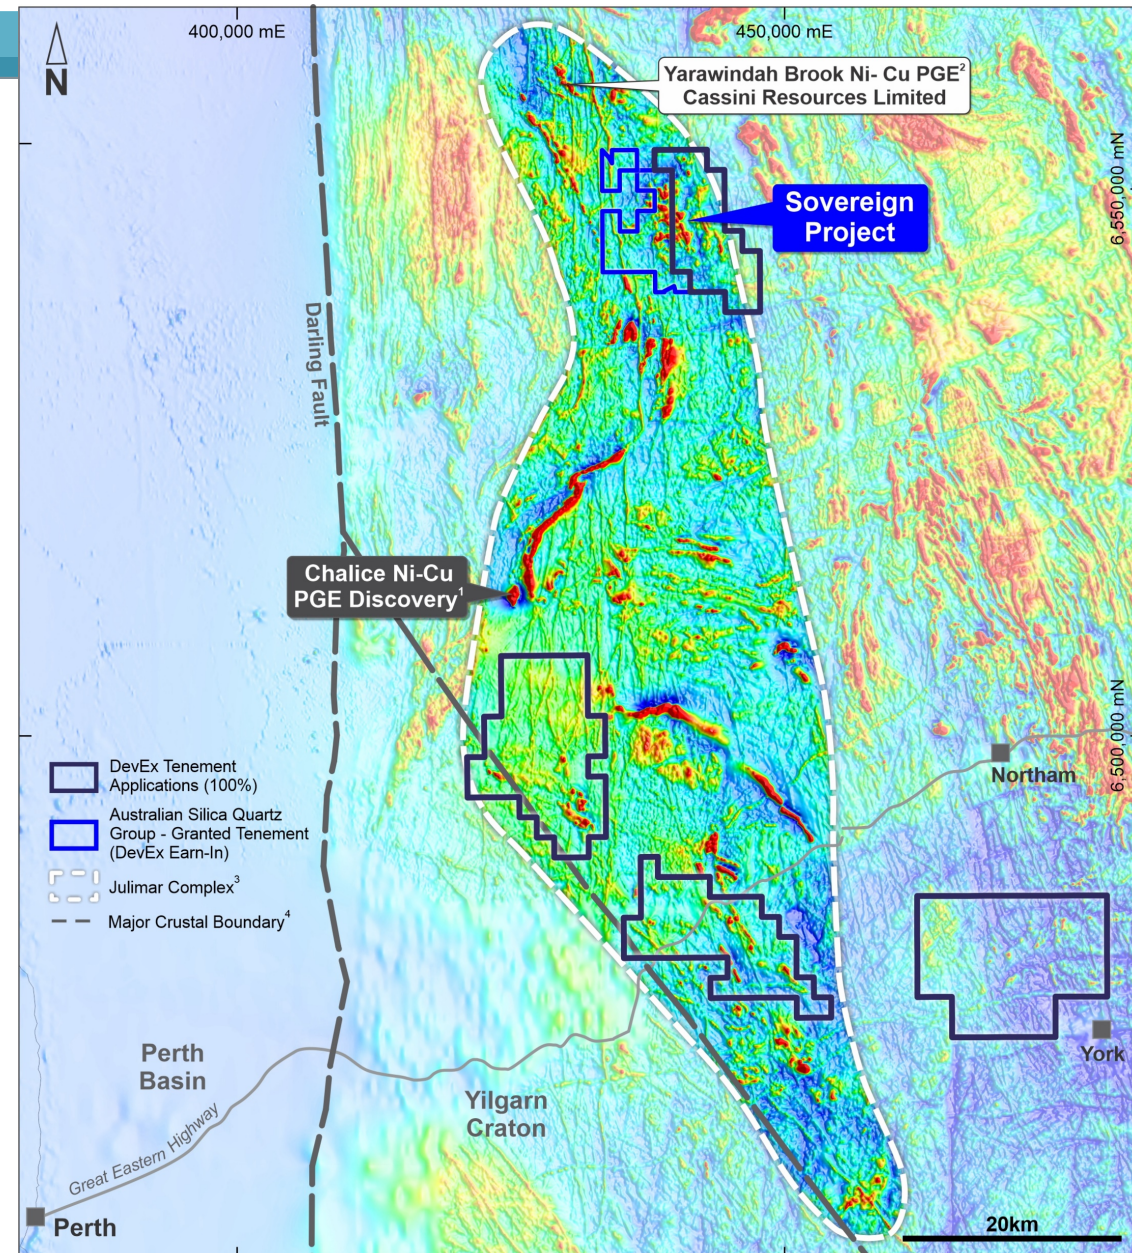 400,000 mE
450,000 mE
N
Yarawindah Brook Ni- Cu PGE²
Cassini Resources Limited
6,550,000 mN
Sovereign
Project
Darling Fault
Chalice Ni-Cu
PGE Discovery¹
6,500,000 mN
Northam
DevEx Tenement
Applications (100%)
Australian Silica Quartz
Group - Granted Tenement
(DevEx Earn-In)
Julimar Complex³
Major Crustal Boundary⁴
York
Perth
Basin
Yilgarn
Craton
Great Eastern Highway
Perth
20km